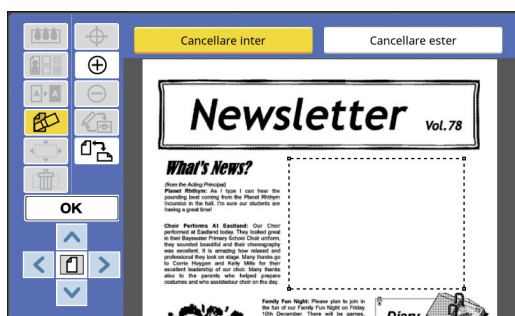 Cancellare inter
Cancellare ester
A
A
OK
Newsletter
Vol.78
What's News?
(from the Acting Principal)
Planet Rhithym: As I type I can hear the
pounding beat coming from the Planet Rhithym
incursion in the hall. I'm sure our students are
having a great time!
Choir Performs At Eastland: Our Choir
performed at Eastland today. They looked great
in their Bayswater Primary School Choir uniform,
they sounded beautiful and their choreography
was excellent. It is amazing how relaxed and
professional they look on stage. Many thanks go
to Corrie Huygen and Kelly Mills for their
excellent leadership of our choir. Many thanks
also to the parents who helped prepare
costumes and who assistedour choir on the day.
Family Fun Night: Please plan to join in
the fun of our Family Fun Night on Friday
10th December. There will be games,
Diary